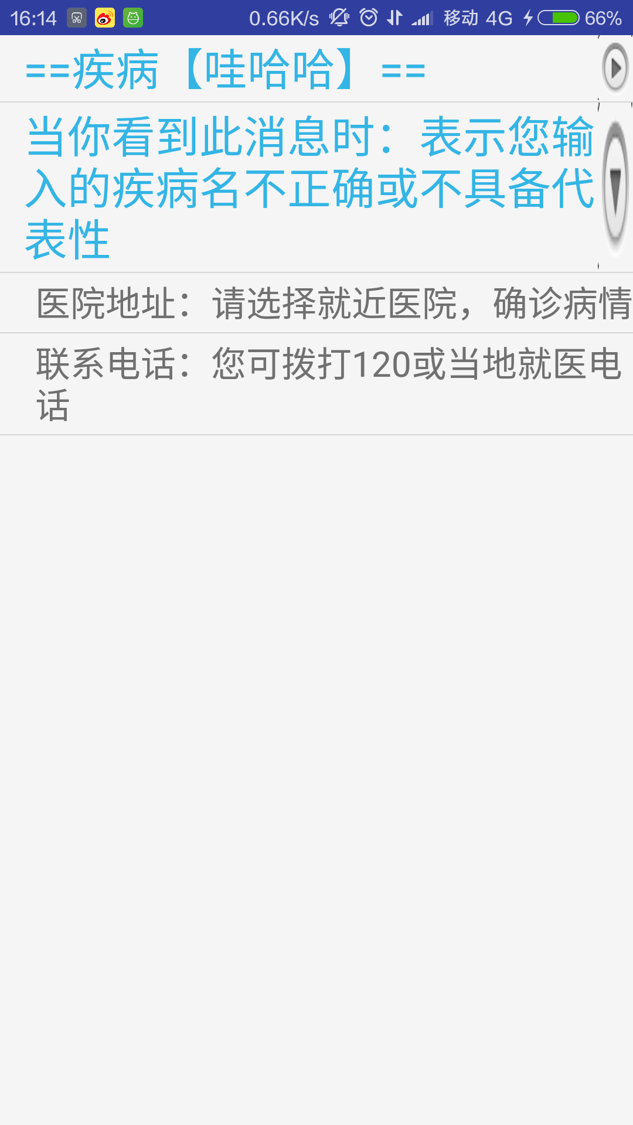 16:14 0.66K/s 移动 4G 66%
==疾病【哇哈哈】==
当你看到此消息时：表示您输
入的疾病名不正确或不具备代
表性
医院地址：请选择就近医院，确诊病情
联系电话：您可拨打120或当地就医电
话